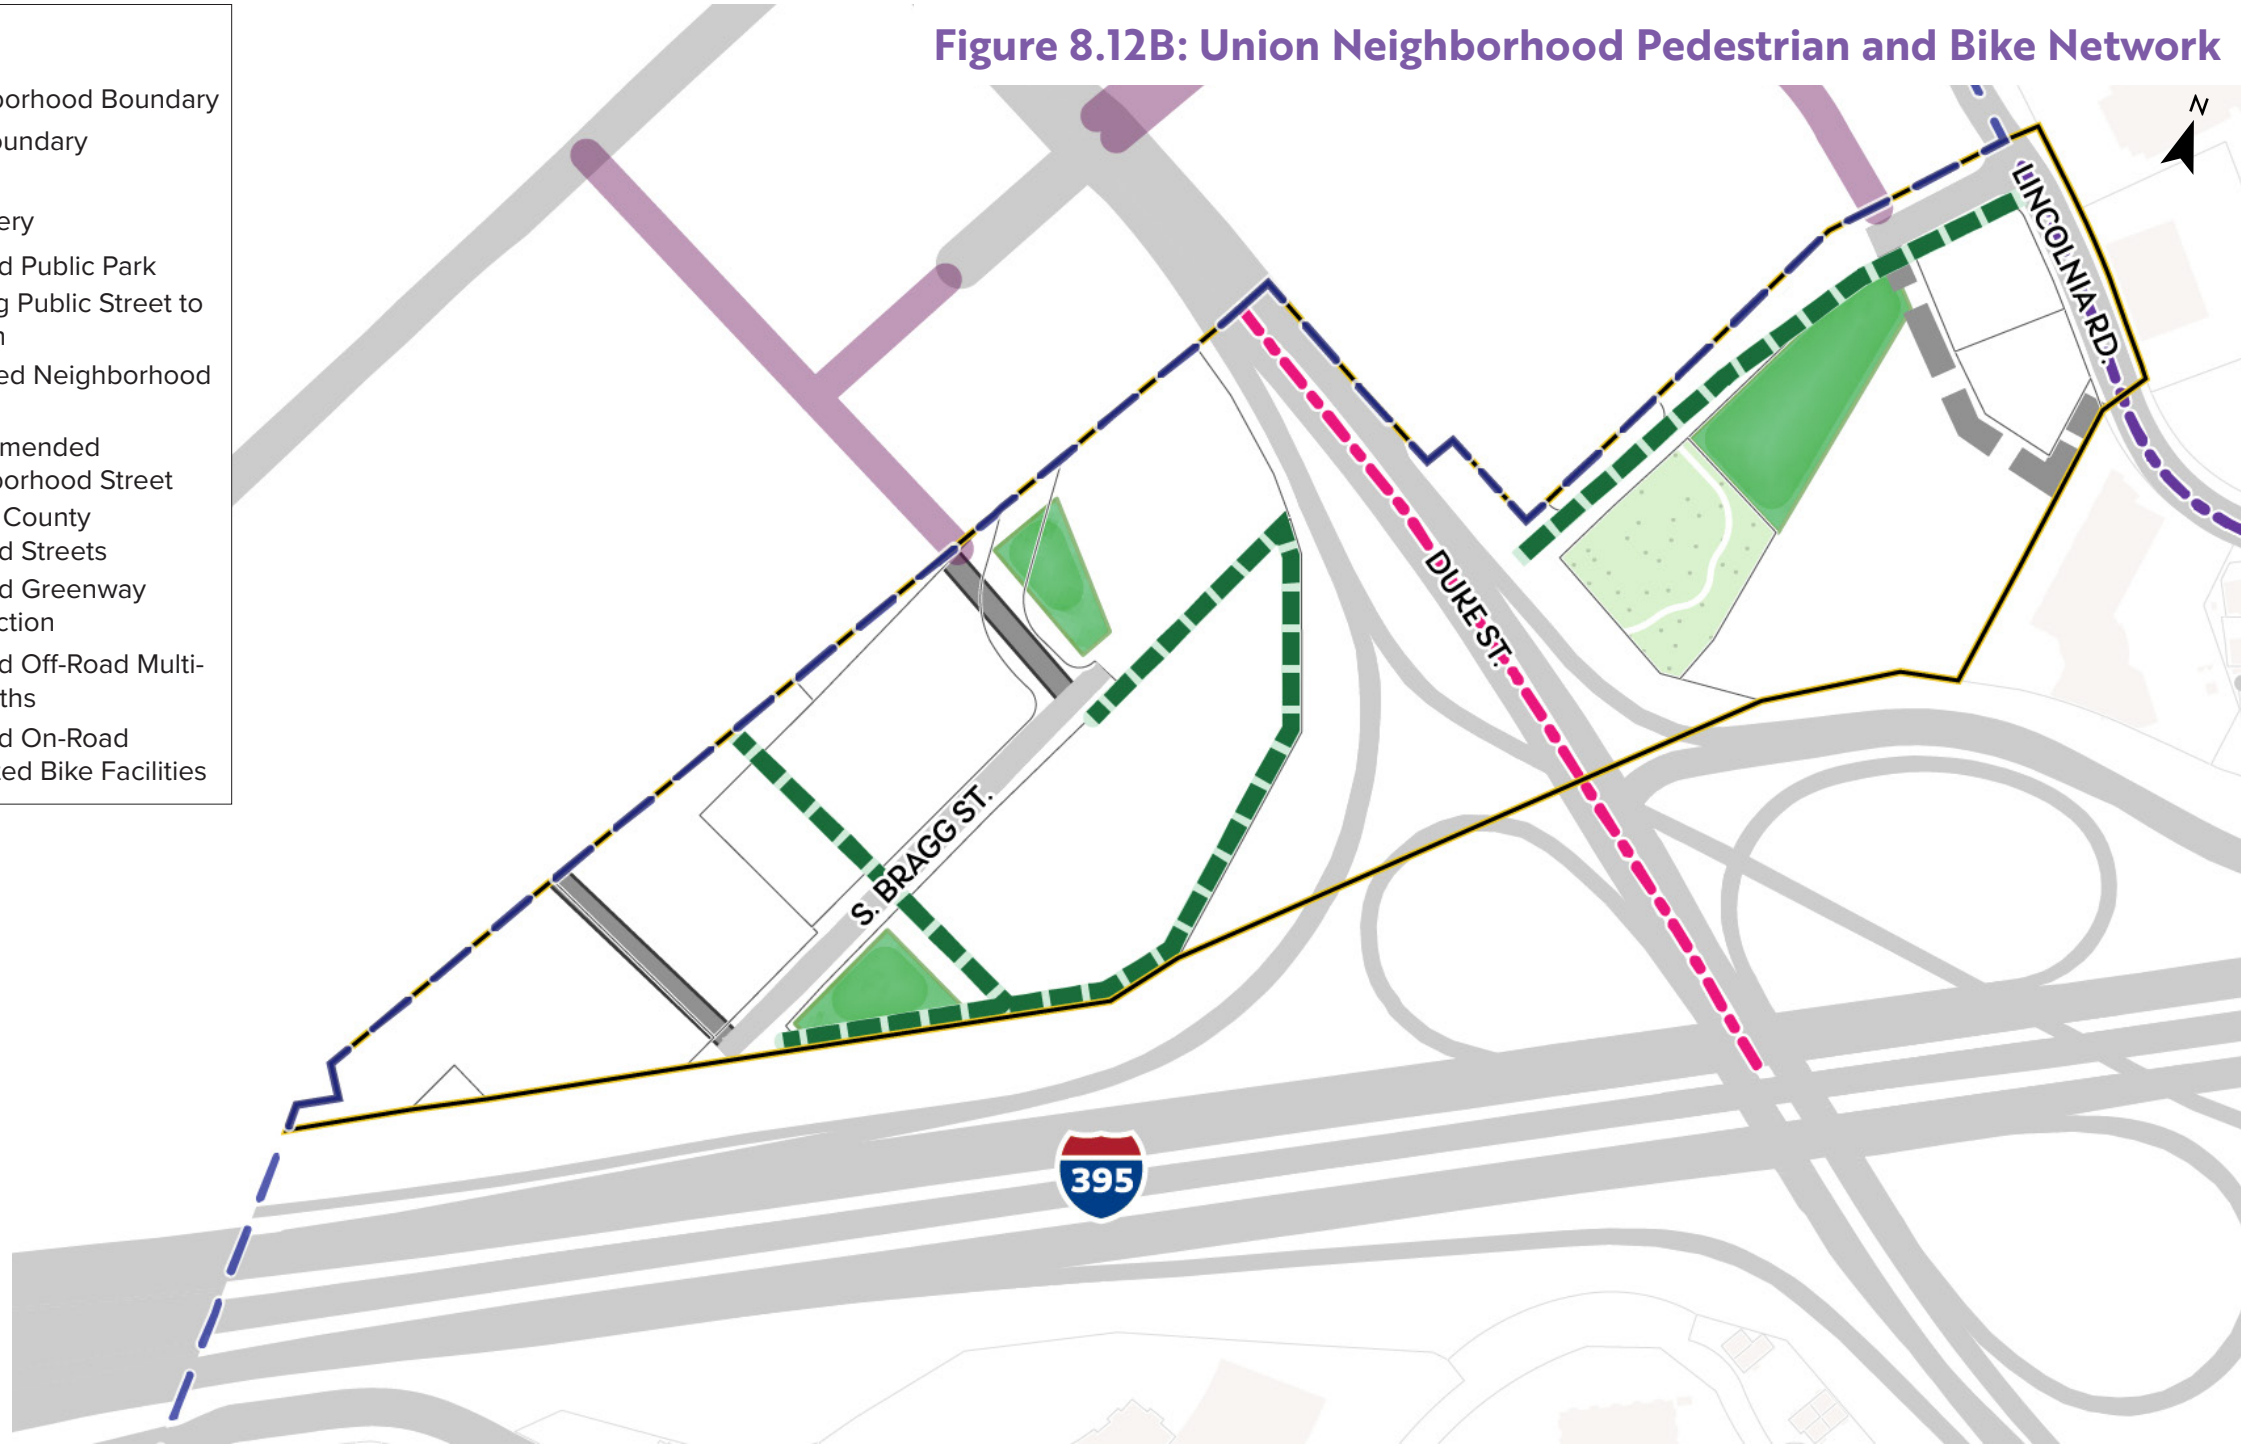 Figure 8.12B: Union Neighborhood Pedestrian and Bike Network
orhood Boundary
undary
ery
d Public Park
g Public Street to
n
ed Neighborhood
mended
orhood Street
County
d Streets
d Greenway
ction
d Off-Road Multi-
ths
d On-Road
ed Bike Facilities
N
LINCOLNIA RD.
DUKE ST.
S. BRAGG ST.
395